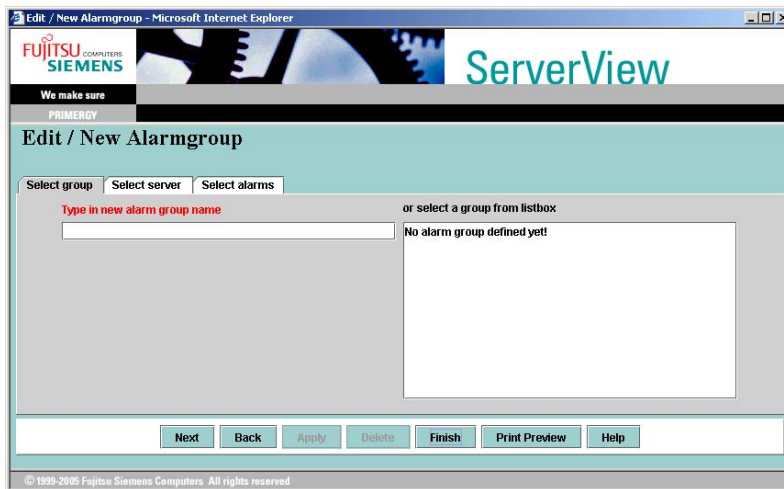 Edit / New Alarmgroup - Microsoft Internet Explorer
FUJITSU COMPUTERS
SIEMENS
ServerView
We make sure
PRIMERGY
Edit / New Alarmgroup
Select group Select server Select alarms
Type in new alarm group name or select a group from listbox
No alarm group defined yet!
Next Back Apply Delete Finish Print Preview Help
© 1999-2005 Fujitsu Siemens Computers All rights reserved